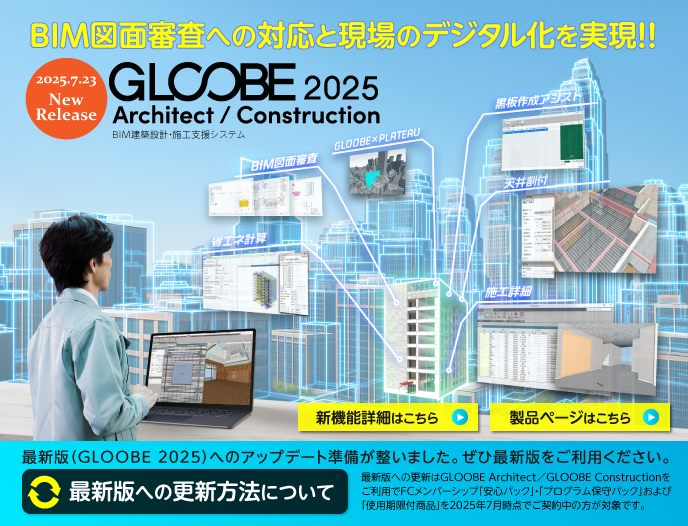 BIM図面審査への対応と現場のデジタル化を実現!!
2025.7.23
New
Release
GLOOBE 2025
Architect / Construction
BIM建築設計・施工支援システム
黒板作成アシスト
GLOOBE×PLATEAU
BIM図面審査
天井割付
省エネ計算
施工詳細
新機能詳細はこちら
製品ページはこちら
最新版(GLOOBE 2025)へのアップデート準備が整いました。ぜひ最新版をご利用ください。
最新版への更新方法について
最新版への更新はGLOOBE Architect／GLOOBE Constructionを
ご利用でFCメンバーシップ「安心パック」・「プログラム保守パック」および
「使用期限付商品」を2025年7月時点でご契約中の方が対象です。